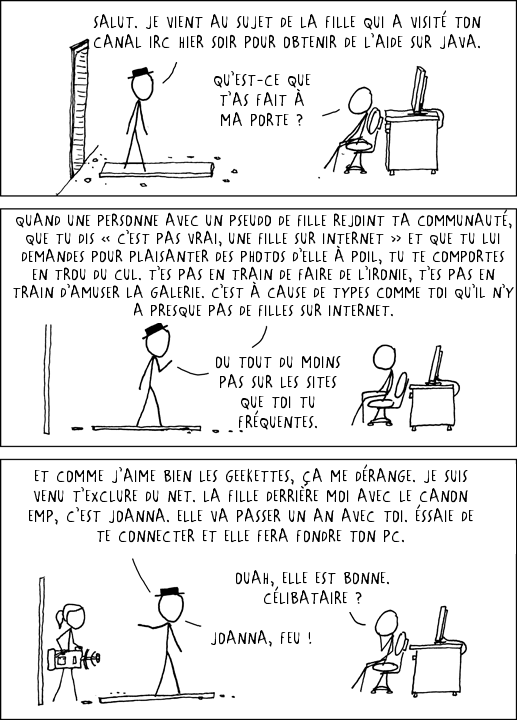 SALUT. JE VIENT AU SUJET DE LA FILLE QUI A VISITÉ TON
CANAL IRC HIER SOIR POUR OBTENIR DE L'AIDE SUR JAVA.
QU'EST-CE QUE
T'AS FAIT À
MA PORTE ?
QUAND UNE PERSONNE AVEC UN PSEUDO DE FILLE REJOINT TA COMMUNAUTÉ,
QUE TU DIS « C'EST PAS VRAI, UNE FILLE SUR INTERNET » ET QUE TU LUI
DEMANDES POUR PLAISANTER DES PHOTOS D'ELLE À POIL, TU TE COMPORTES
EN TROU DU CUL. T'ES PAS EN TRAIN DE FAIRE DE L'IRONIE, T'ES PAS EN
TRAIN D'AMUSER LA GALERIE. C'EST À CAUSE DE TYPES COMME TOI QU'IL N'Y
A PRESQUE PAS DE FILLES SUR INTERNET.
OU TOUT DU MOINS
PAS SUR LES SITES
QUE TOI TU
FRÉQUENTES.
ET COMME J'AIME BIEN LES GEEKETTES, ÇA ME DÉRANGE. JE SUIS
VENU T'EXCLURE DU NET. LA FILLE DERRIÈRE MOI AVEC LE CANON
EMP, C'EST JOANNA. ELLE VA PASSER UN AN AVEC TOI. ÉSSAIE DE
TE CONNECTER ET ELLE FERA FONDRE TON PC.
OUAH, ELLE EST BONNE.
CÉLIBATAIRE ?
JOANNA, FEU !